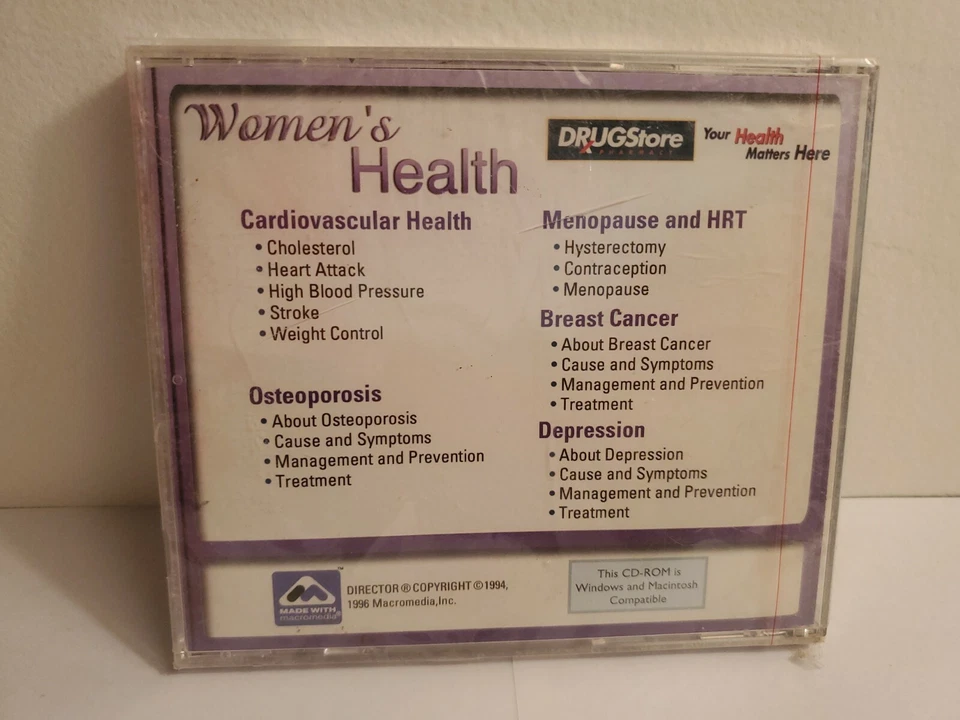 Women's
Health
DRUGStore
PHARMACY
Your Health
Matters Here
Cardiovascular Health
• Cholesterol
• Heart Attack
• High Blood Pressure
• Stroke
• Weight Control
Osteoporosis
• About Osteoporosis
• Cause and Symptoms
• Management and Prevention
• Treatment
Menopause and HRT
• Hysterectomy
• Contraception
• Menopause
Breast Cancer
• About Breast Cancer
• Cause and Symptoms
• Management and Prevention
• Treatment
Depression
• About Depression
• Cause and Symptoms
• Management and Prevention
• Treatment
MADE WITH
macromedia®
DIRECTOR ® COPYRIGHT © 1994,
1996 Macromedia,Inc.
This CD-ROM is
Windows and Macintosh
Compatible